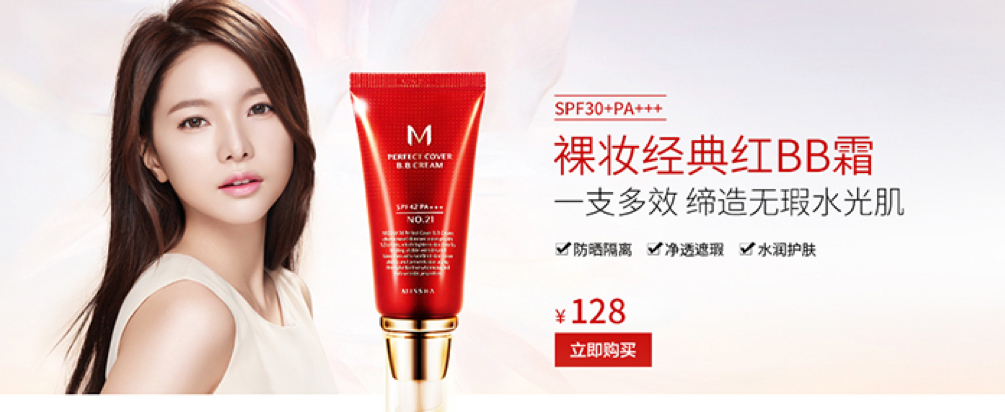 M
PERFECT COVER
B.B CREAM
SPF 42 PA+++
NO.21
MISSHA
SPF30+PA+++
裸妆经典红BB霜
一支多效 缔造无瑕水光肌
防晒隔离 净透遮瑕 水润护肤
¥128
立即购买